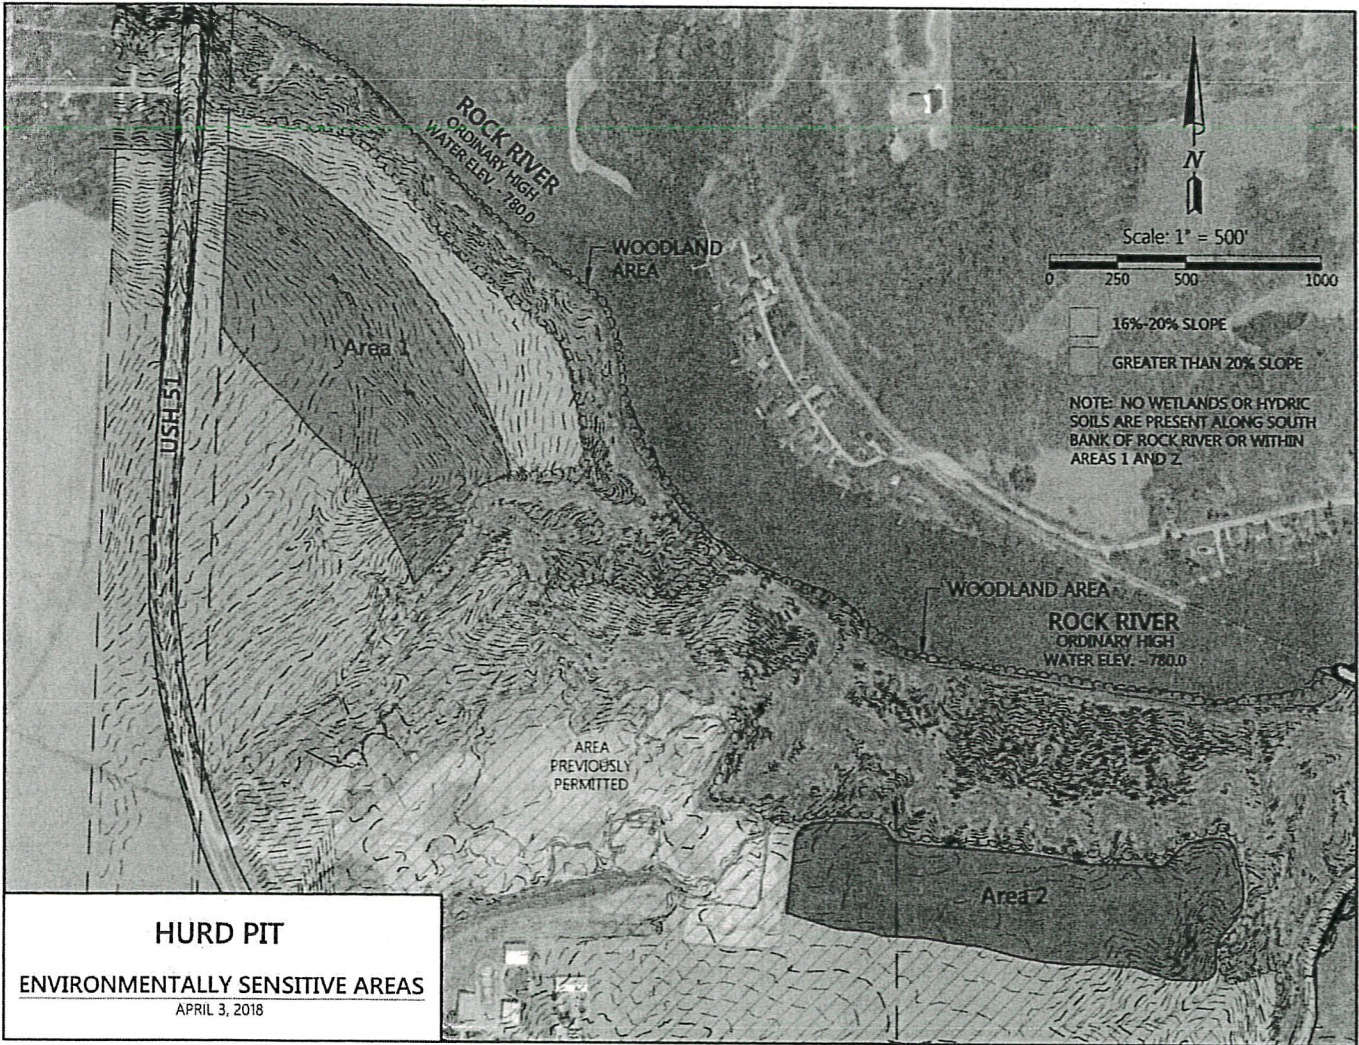 ROCK RIVER
ORDINARY HIGH
WATER ELEV. - 780.0
N
Scale: 1" = 500'
0 250 500 1000
WOODLAND
AREA
16%-20% SLOPE
GREATER THAN 20% SLOPE
NOTE: NO WETLANDS OR HYDRIC
SOILS ARE PRESENT ALONG SOUTH
BANK OF ROCK RIVER OR WITHIN
AREAS 1 AND 2.
Area 1
USH 51
WOODLAND AREA
ROCK RIVER
ORDINARY HIGH
WATER ELEV. - 780.0
AREA
PREVIOUSLY
PERMITTED
Area 2
HURD PIT
ENVIRONMENTALLY SENSITIVE AREAS
APRIL 3, 2018